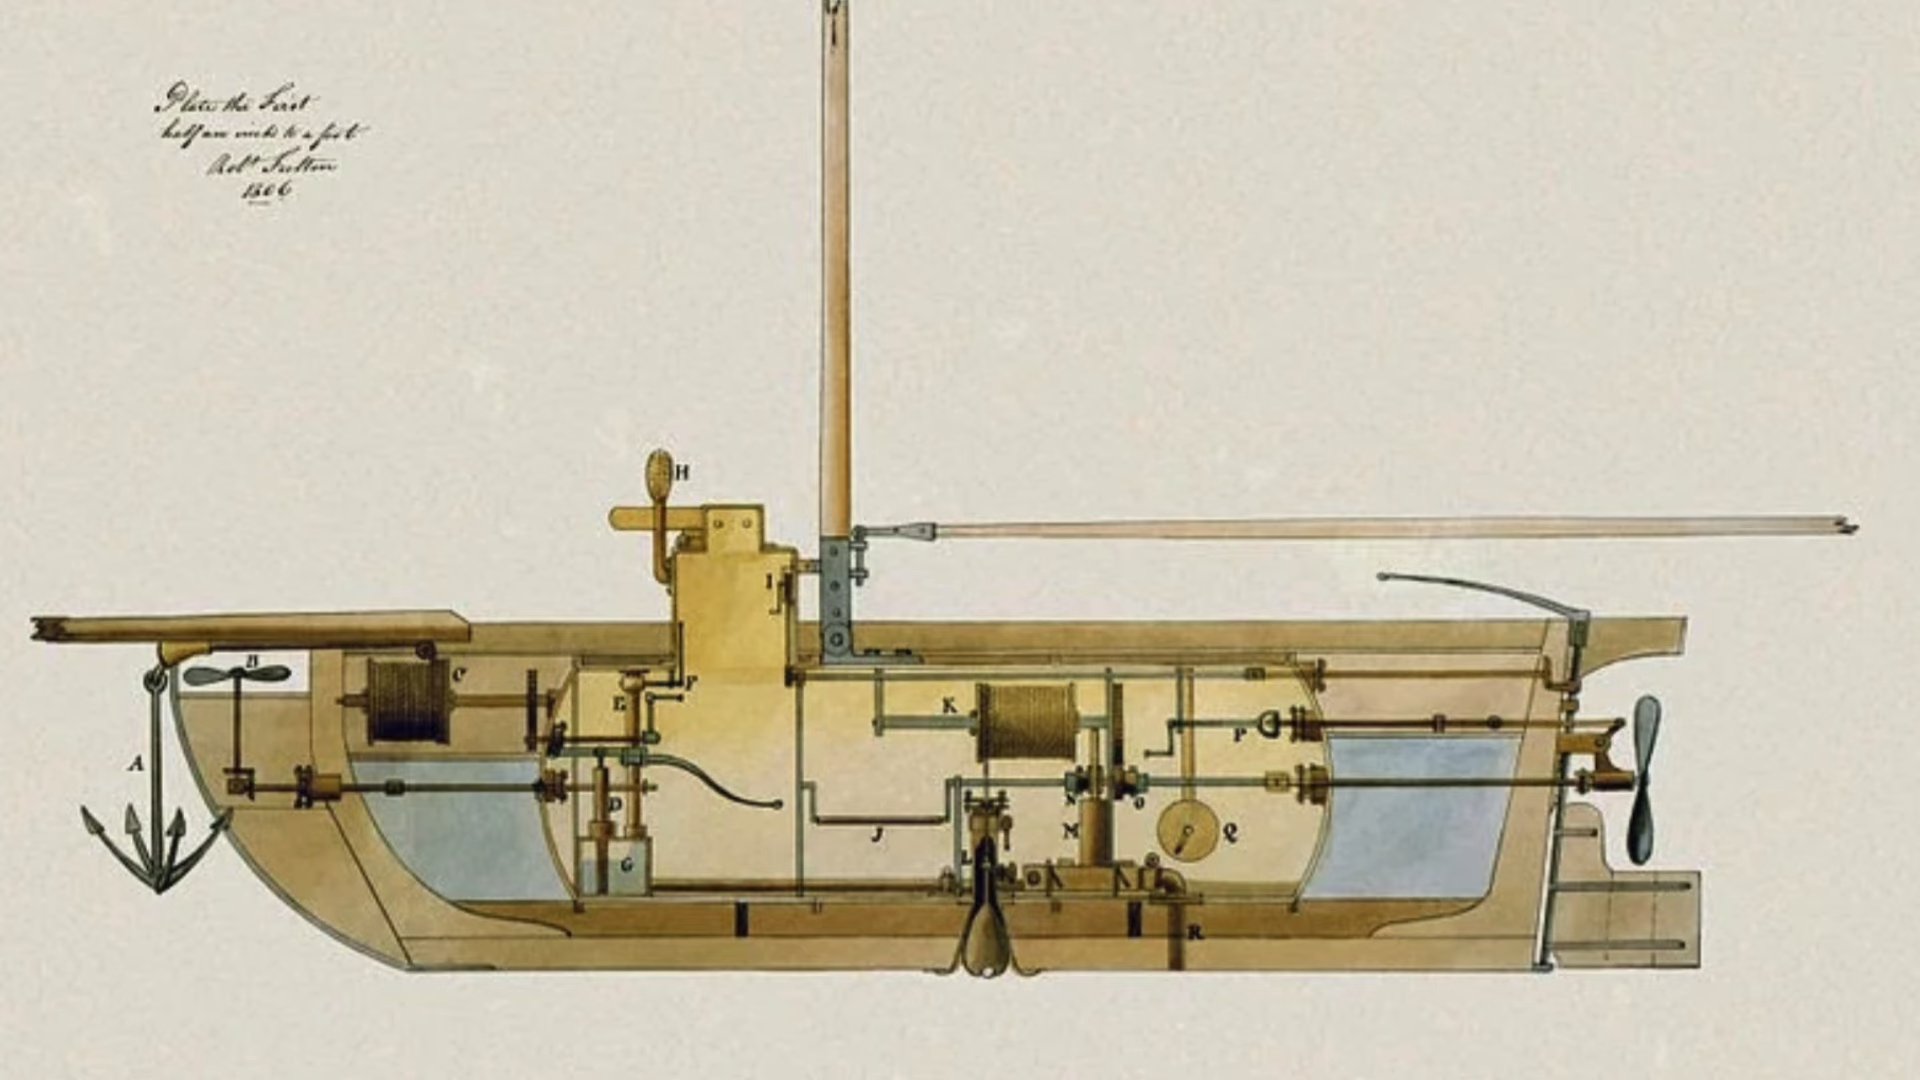 Plate the First
half an inch to a foot
Robt Fulton
1806
H
I
B
C
F
E
K
P
A
D
N
O
M
Q
J
L
G
R